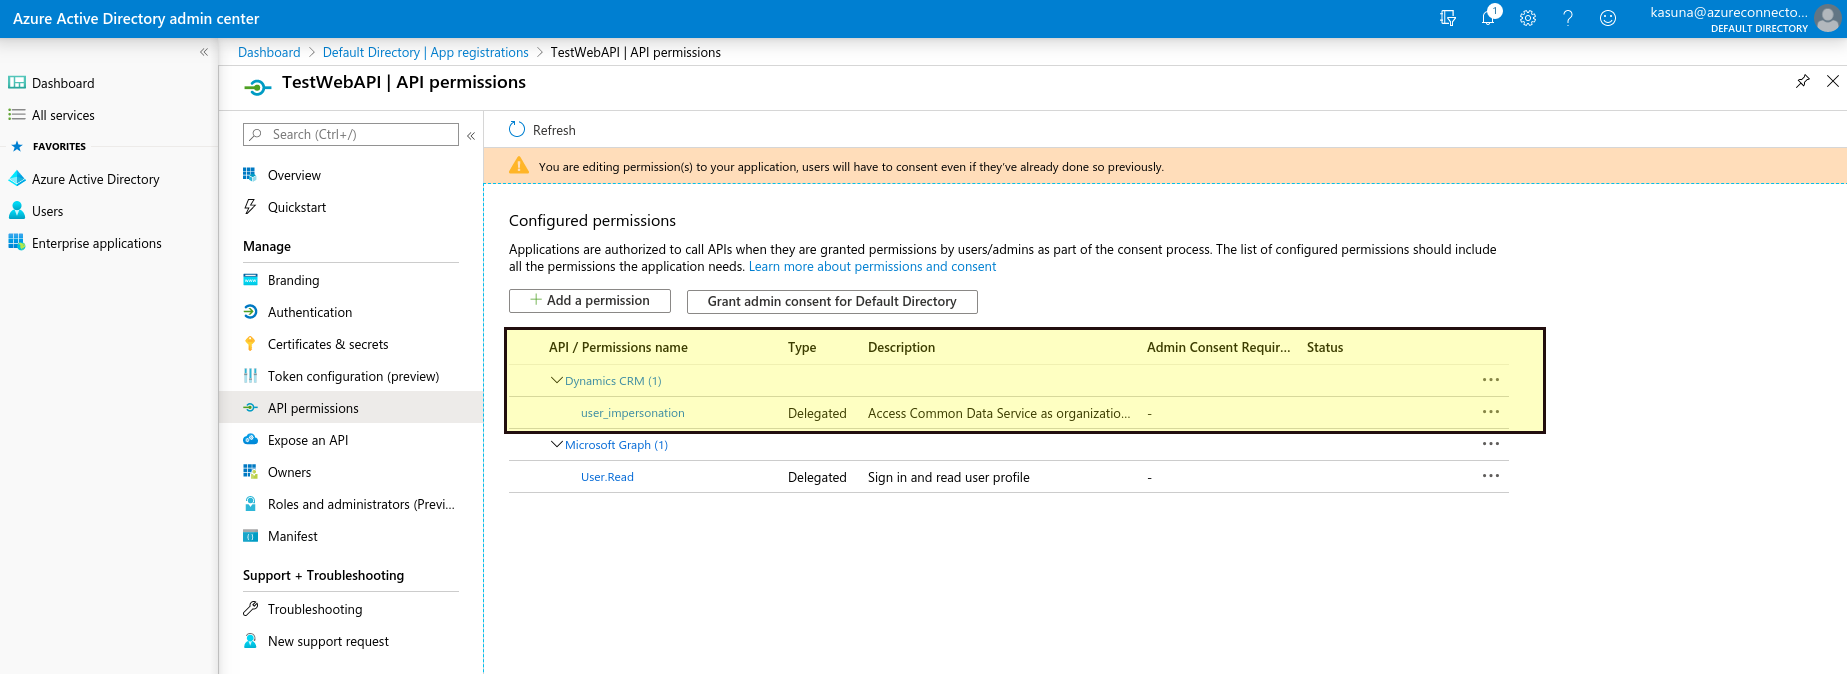 Azure Active Directory admin center
1
kasuna@azureconnecto...
DEFAULT DIRECTORY
Dashboard > Default Directory | App registrations > TestWebAPI | API permissions
TestWebAPI | API permissions
Dashboard
All services
FAVORITES
Azure Active Directory
Users
Enterprise applications
Search (Ctrl+/)
Overview
Quickstart
Manage
Branding
Authentication
Certificates & secrets
Token configuration (preview)
API permissions
Expose an API
Owners
Roles and administrators (Previ...
Manifest
Support + Troubleshooting
Troubleshooting
New support request
Refresh
You are editing permission(s) to your application, users will have to consent even if they've already done so previously.
Configured permissions
Applications are authorized to call APIs when they are granted permissions by users/admins as part of the consent process. The list of configured permissions should include
all the permissions the application needs. Learn more about permissions and consent
+ Add a permission Grant admin consent for Default Directory
API / Permissions name Type Description Admin Consent Requir... Status
Dynamics CRM (1) ...
user_impersonation Delegated Access Common Data Service as organizatio... - ...
Microsoft Graph (1) ...
User.Read Delegated Sign in and read user profile - ...